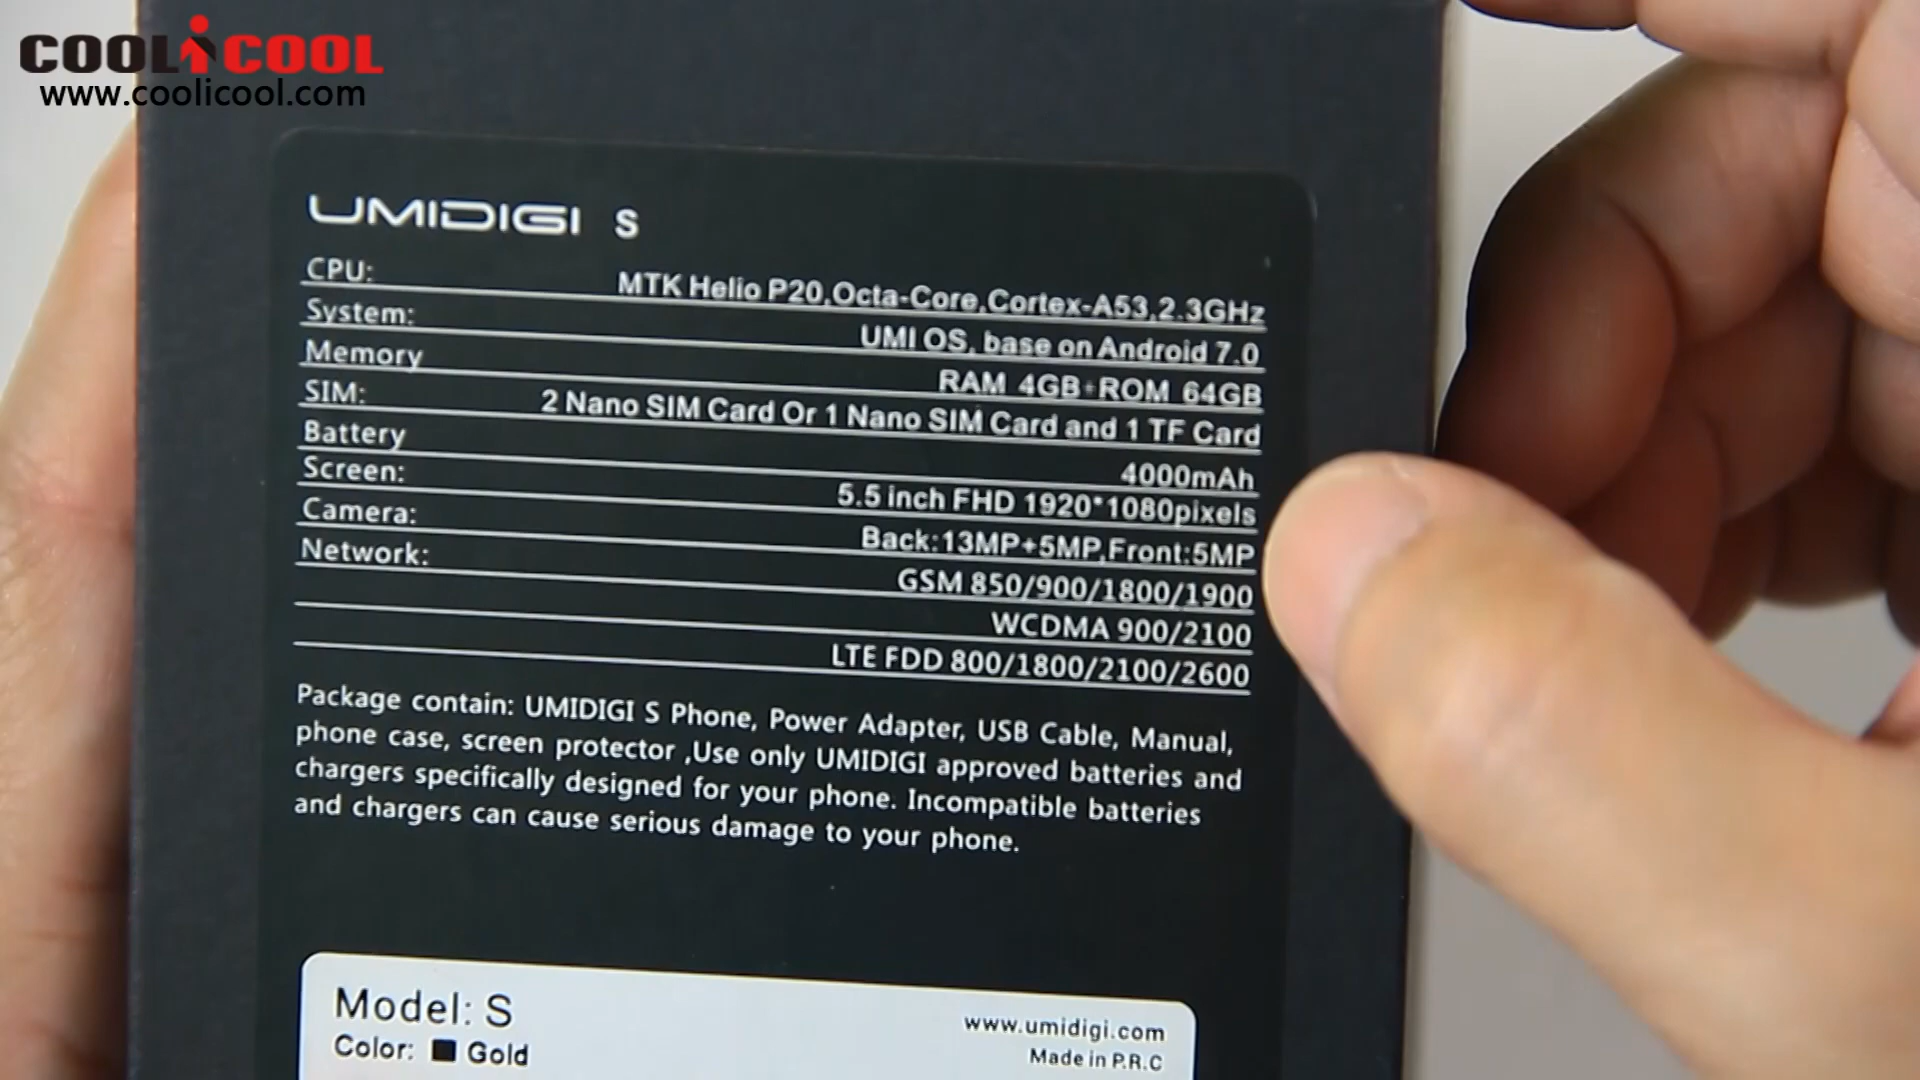 COOLiCOOL
www.coolicool.com
UMIDIGI S
CPU: MTK Helio P20,Octa-Core,Cortex-A53,2.3GHz
System: UMI OS, base on Android 7.0
Memory RAM 4GB+ROM 64GB
SIM: 2 Nano SIM Card Or 1 Nano SIM Card and 1 TF Card
Battery 4000mAh
Screen: 5.5 inch FHD 1920*1080pixels
Camera: Back:13MP+5MP,Front:5MP
Network: GSM 850/900/1800/1900
WCDMA 900/2100
LTE FDD 800/1800/2100/2600
Package contain: UMIDIGI S Phone, Power Adapter, USB Cable, Manual,
phone case, screen protector ,Use only UMIDIGI approved batteries and
chargers specifically designed for your phone. Incompatible batteries
and chargers can cause serious damage to your phone.
Model: S
www.umidigi.com
Color: ■ Gold
Made in P.R.C